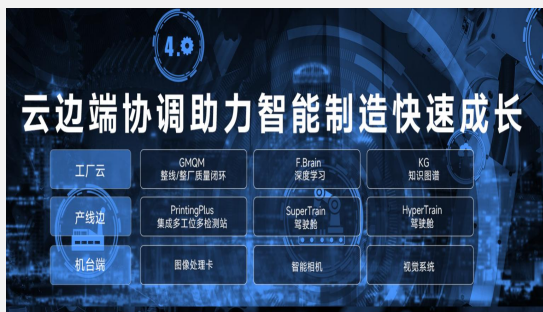 4.0
云边端协调助力智能制造快速成长
工厂云
GMQM
整线/整厂质量闭环
F.Brain
深度学习
KG
知识图谱
产线边
PrintingPlus
集成多工位多检测站
SuperTrain
驾驶舱
HyperTrain
驾驶舱
机台端
图像处理卡
智能相机
视觉系统